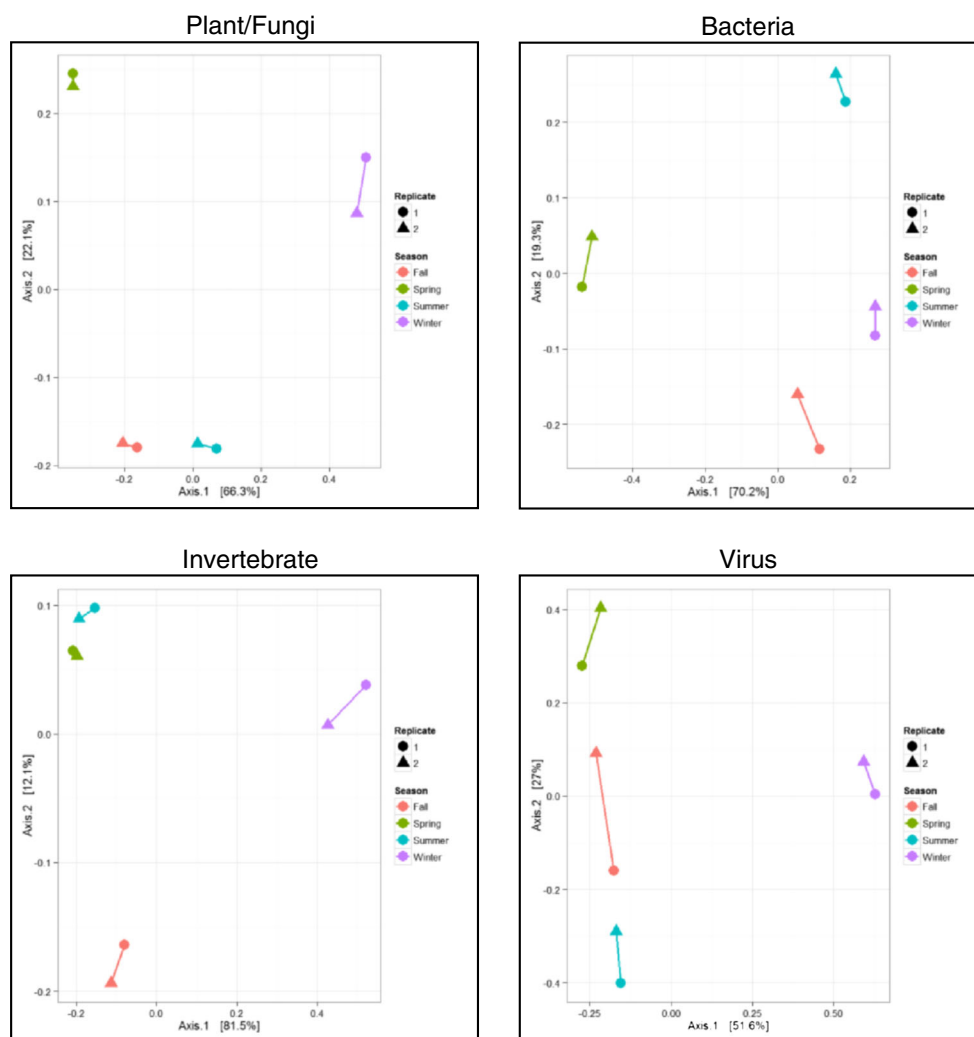 Plant/Fungi
0.2
0.1
0.0
-0.1
-0.2
Axis.2 [22.1%]
-0.2 0.0 0.2 0.4
Axis.1 [66.3%]
Replicate
1
2
Season
Fall
Spring
Summer
Winter
Bacteria
0.2
0.1
0.0
-0.1
-0.2
Axis.2 [19.3%]
-0.4 -0.2 0.0 0.2
Axis.1 [70.2%]
Replicate
1
2
Season
Fall
Spring
Summer
Winter
Invertebrate
0.1
0.0
-0.1
-0.2
Axis.2 [12.1%]
-0.2 0.0 0.2 0.4
Axis.1 [81.5%]
Replicate
1
2
Season
Fall
Spring
Summer
Winter
Virus
0.4
0.2
0.0
-0.2
-0.4
Axis.2 [27%]
-0.25 0.00 0.25 0.50
Axis.1 [51.6%]
Replicate
1
2
Season
Fall
Spring
Summer
Winter